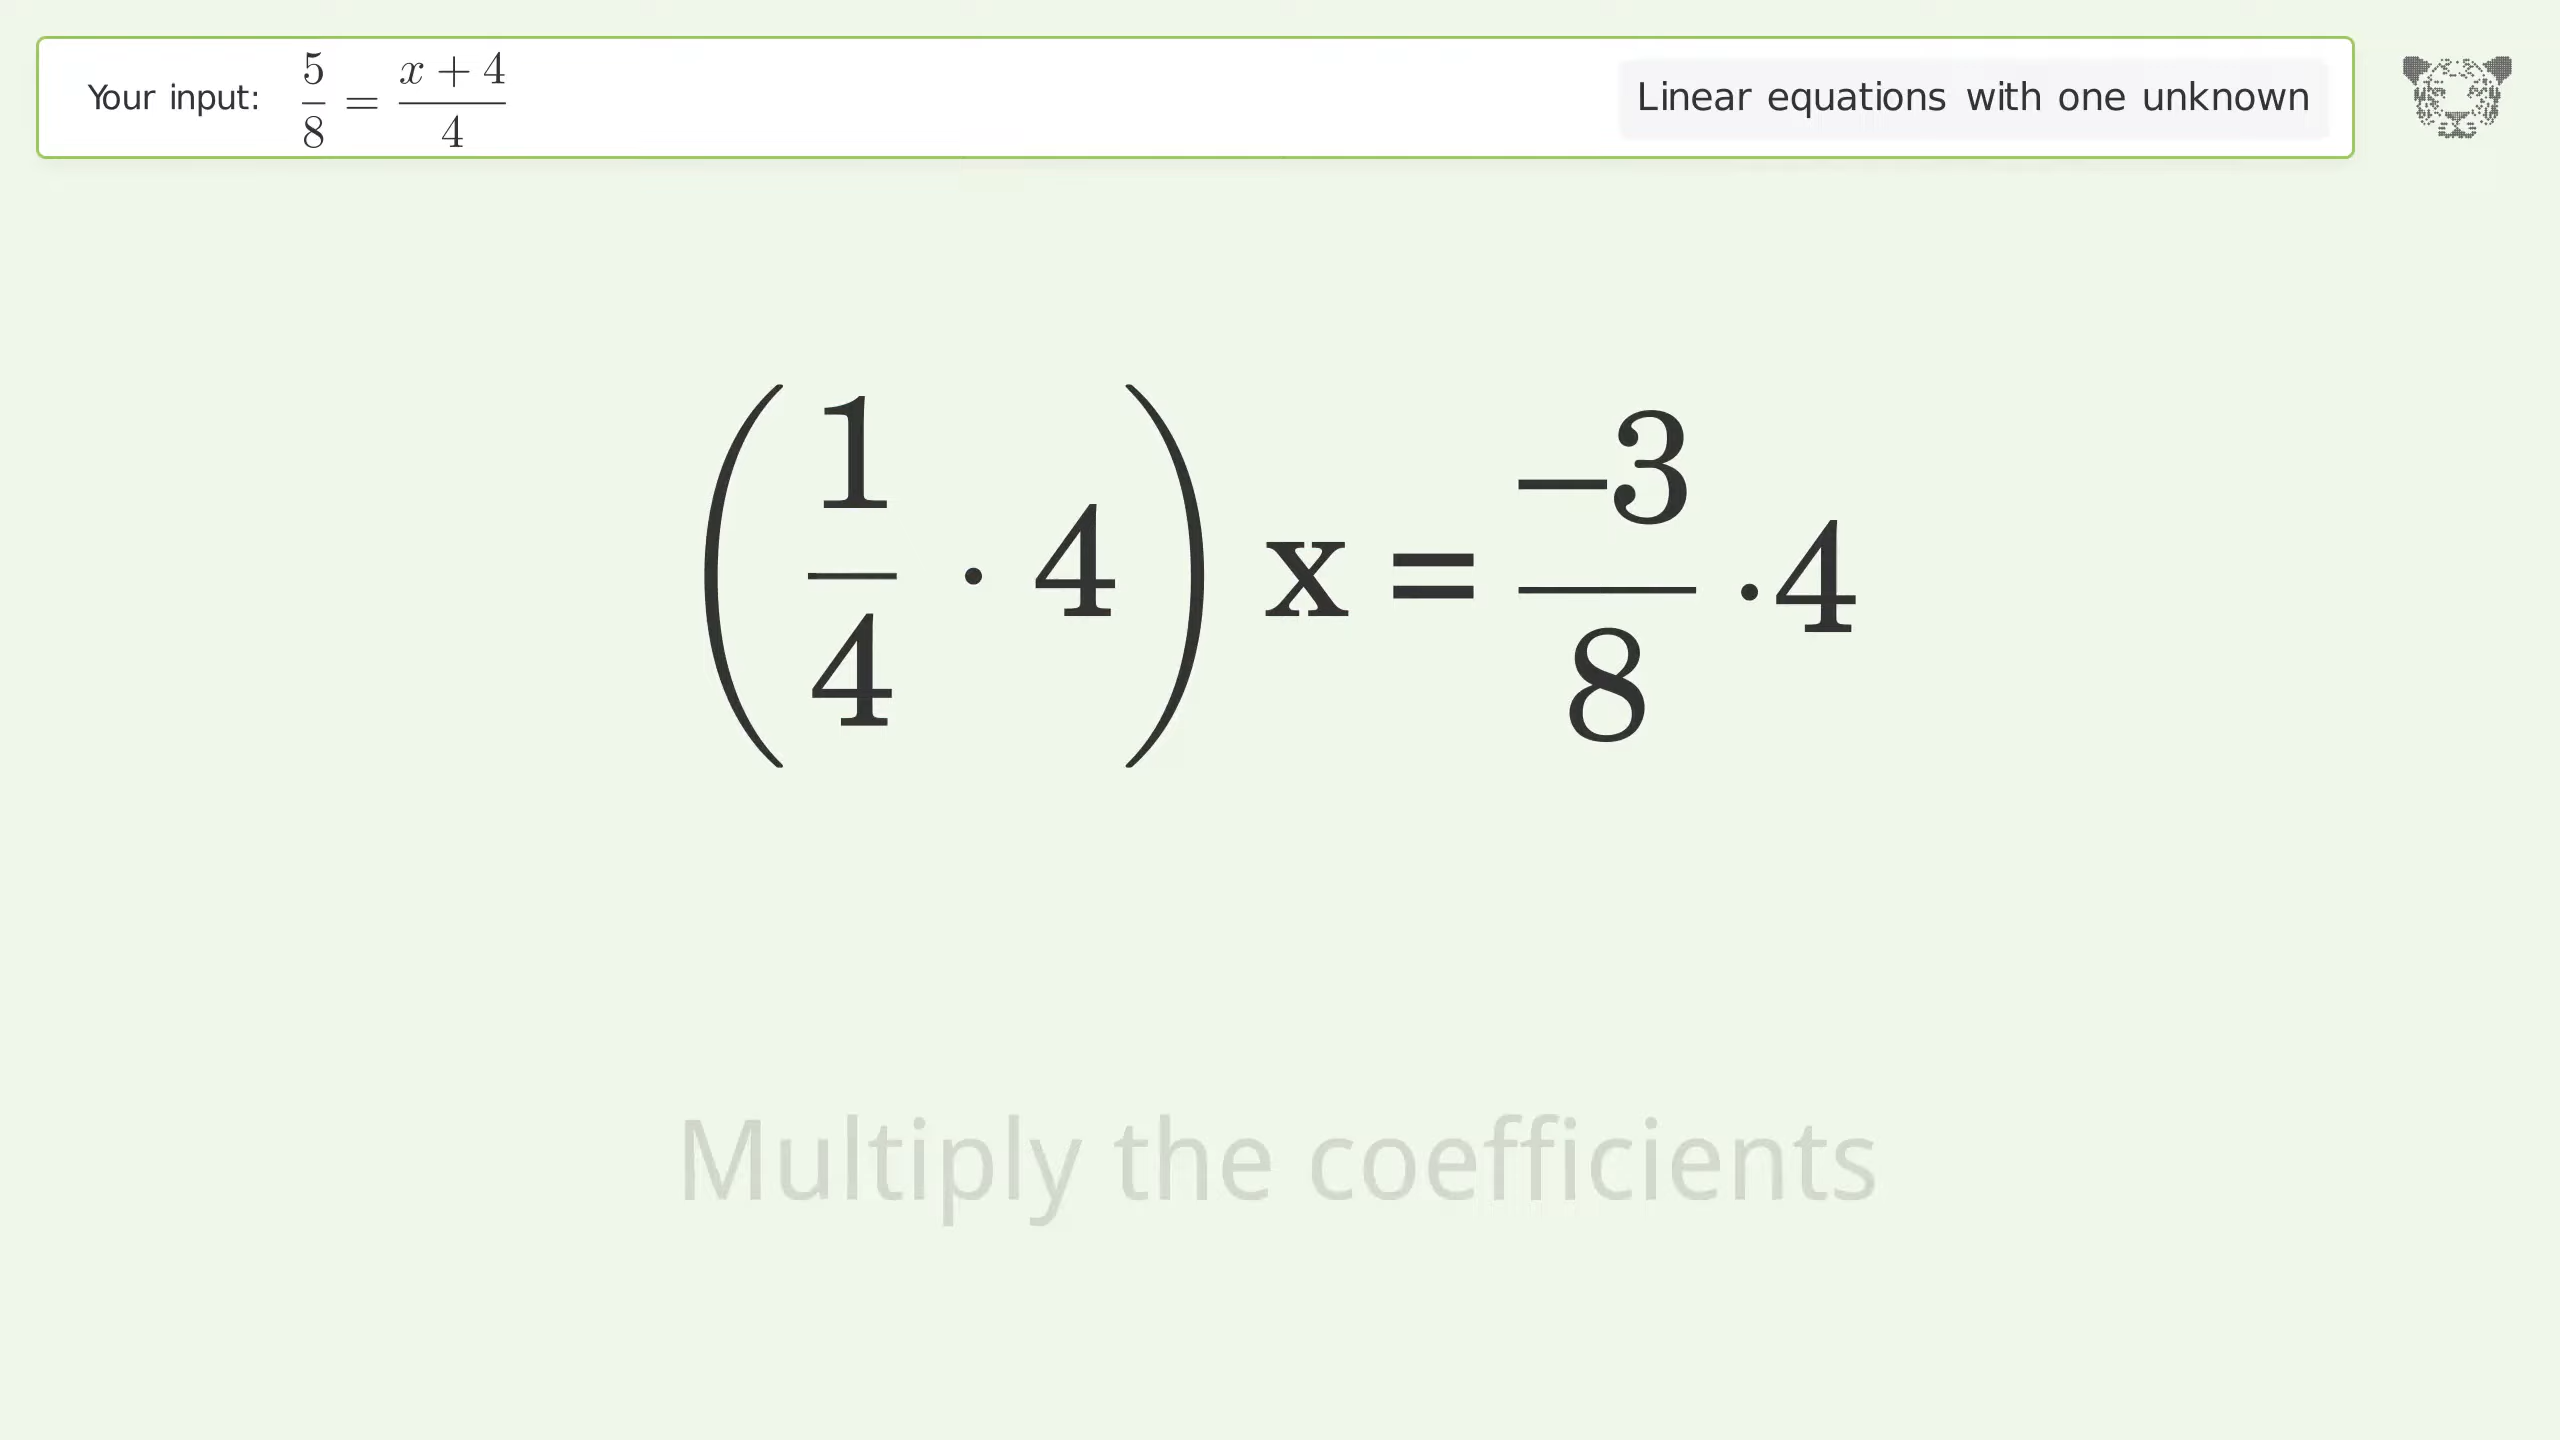 Your input: 5/8 = (x + 4)/4
Linear equations with one unknown
(1/4 · 4) x = −3/8 · 4
Multiply the coefficients